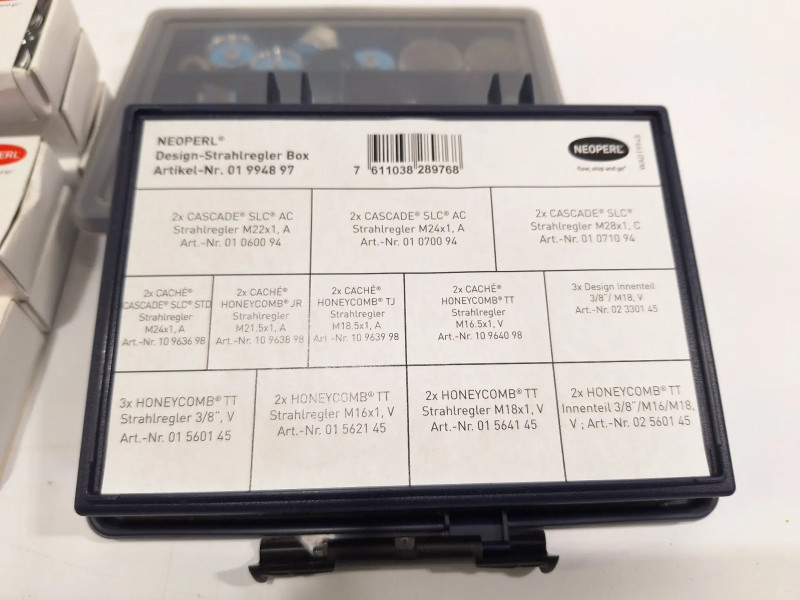 NEOPERL®
Design-Strahlregler Box
Artikel-Nr. 01 9948 97
7 611038 289768
NEOPERL®
flow, stop and go®
2x CASCADE® SLC® AC
Strahlregler M22x1, A
Art.-Nr. 01 0600 94
2x CASCADE® SLC® AC
Strahlregler M24x1, A
Art.-Nr. 01 0700 94
2x CASCADE® SLC®
Strahlregler M28x1, C
Art.-Nr. 01 0710 94
2x CACHÉ®
CASCADE® SLC® STD
Strahlregler
M24x1, A
Art.-Nr. 10 9636 98
2x CACHÉ®
HONEYCOMB® JR
Strahlregler
M21.5x1, A
Art.-Nr. 10 9638 98
2x CACHÉ®
HONEYCOMB® TJ
Strahlregler
M18.5x1, A
Art.-Nr. 10 9639 98
2x CACHÉ®
HONEYCOMB® TT
Strahlregler
M16.5x1, V
Art.-Nr. 10 9640 98
3x Design Innenteil
3/8˝/ M18, V
Art.-Nr. 02 3301 45
3x HONEYCOMB® TT
Strahlregler 3/8˝, V
Art.-Nr. 01 5601 45
2x HONEYCOMB® TT
Strahlregler M16x1, V
Art.-Nr. 01 5621 45
2x HONEYCOMB® TT
Strahlregler M18x1, V
Art.-Nr. 01 5641 45
2x HONEYCOMB® TT
Innenteil 3/8˝/M16/M18,
V ; Art.-Nr. 02 5601 45